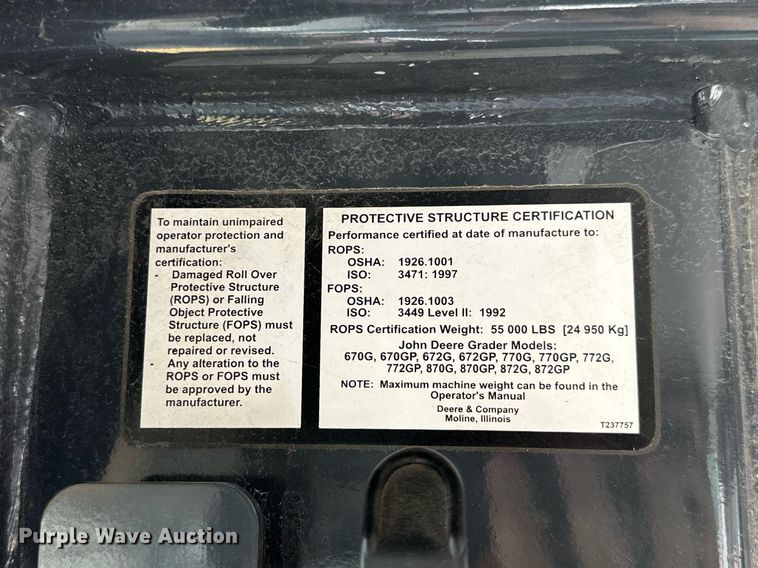 To maintain unimpaired
operator protection and
manufacturer's
certification:
- Damaged Roll Over
Protective Structure
(ROPS) or Falling
Object Protective
Structure (FOPS) must
be replaced, not
repaired or revised.
- Any alteration to the
ROPS or FOPS must
be approved by the
manufacturer.
PROTECTIVE STRUCTURE CERTIFICATION
Performance certified at date of manufacture to:
ROPS:
OSHA: 1926.1001
ISO: 3471: 1997
FOPS:
OSHA: 1926.1003
ISO: 3449 Level II: 1992
ROPS Certification Weight: 55 000 LBS [24 950 Kg]
John Deere Grader Models:
670G, 670GP, 672G, 672GP, 770G, 770GP, 772G,
772GP, 870G, 870GP, 872G, 872GP
NOTE: Maximum machine weight can be found in the
Operator's Manual
Deere & Company
Moline, Illinois
T237757
Purple Wave Auction